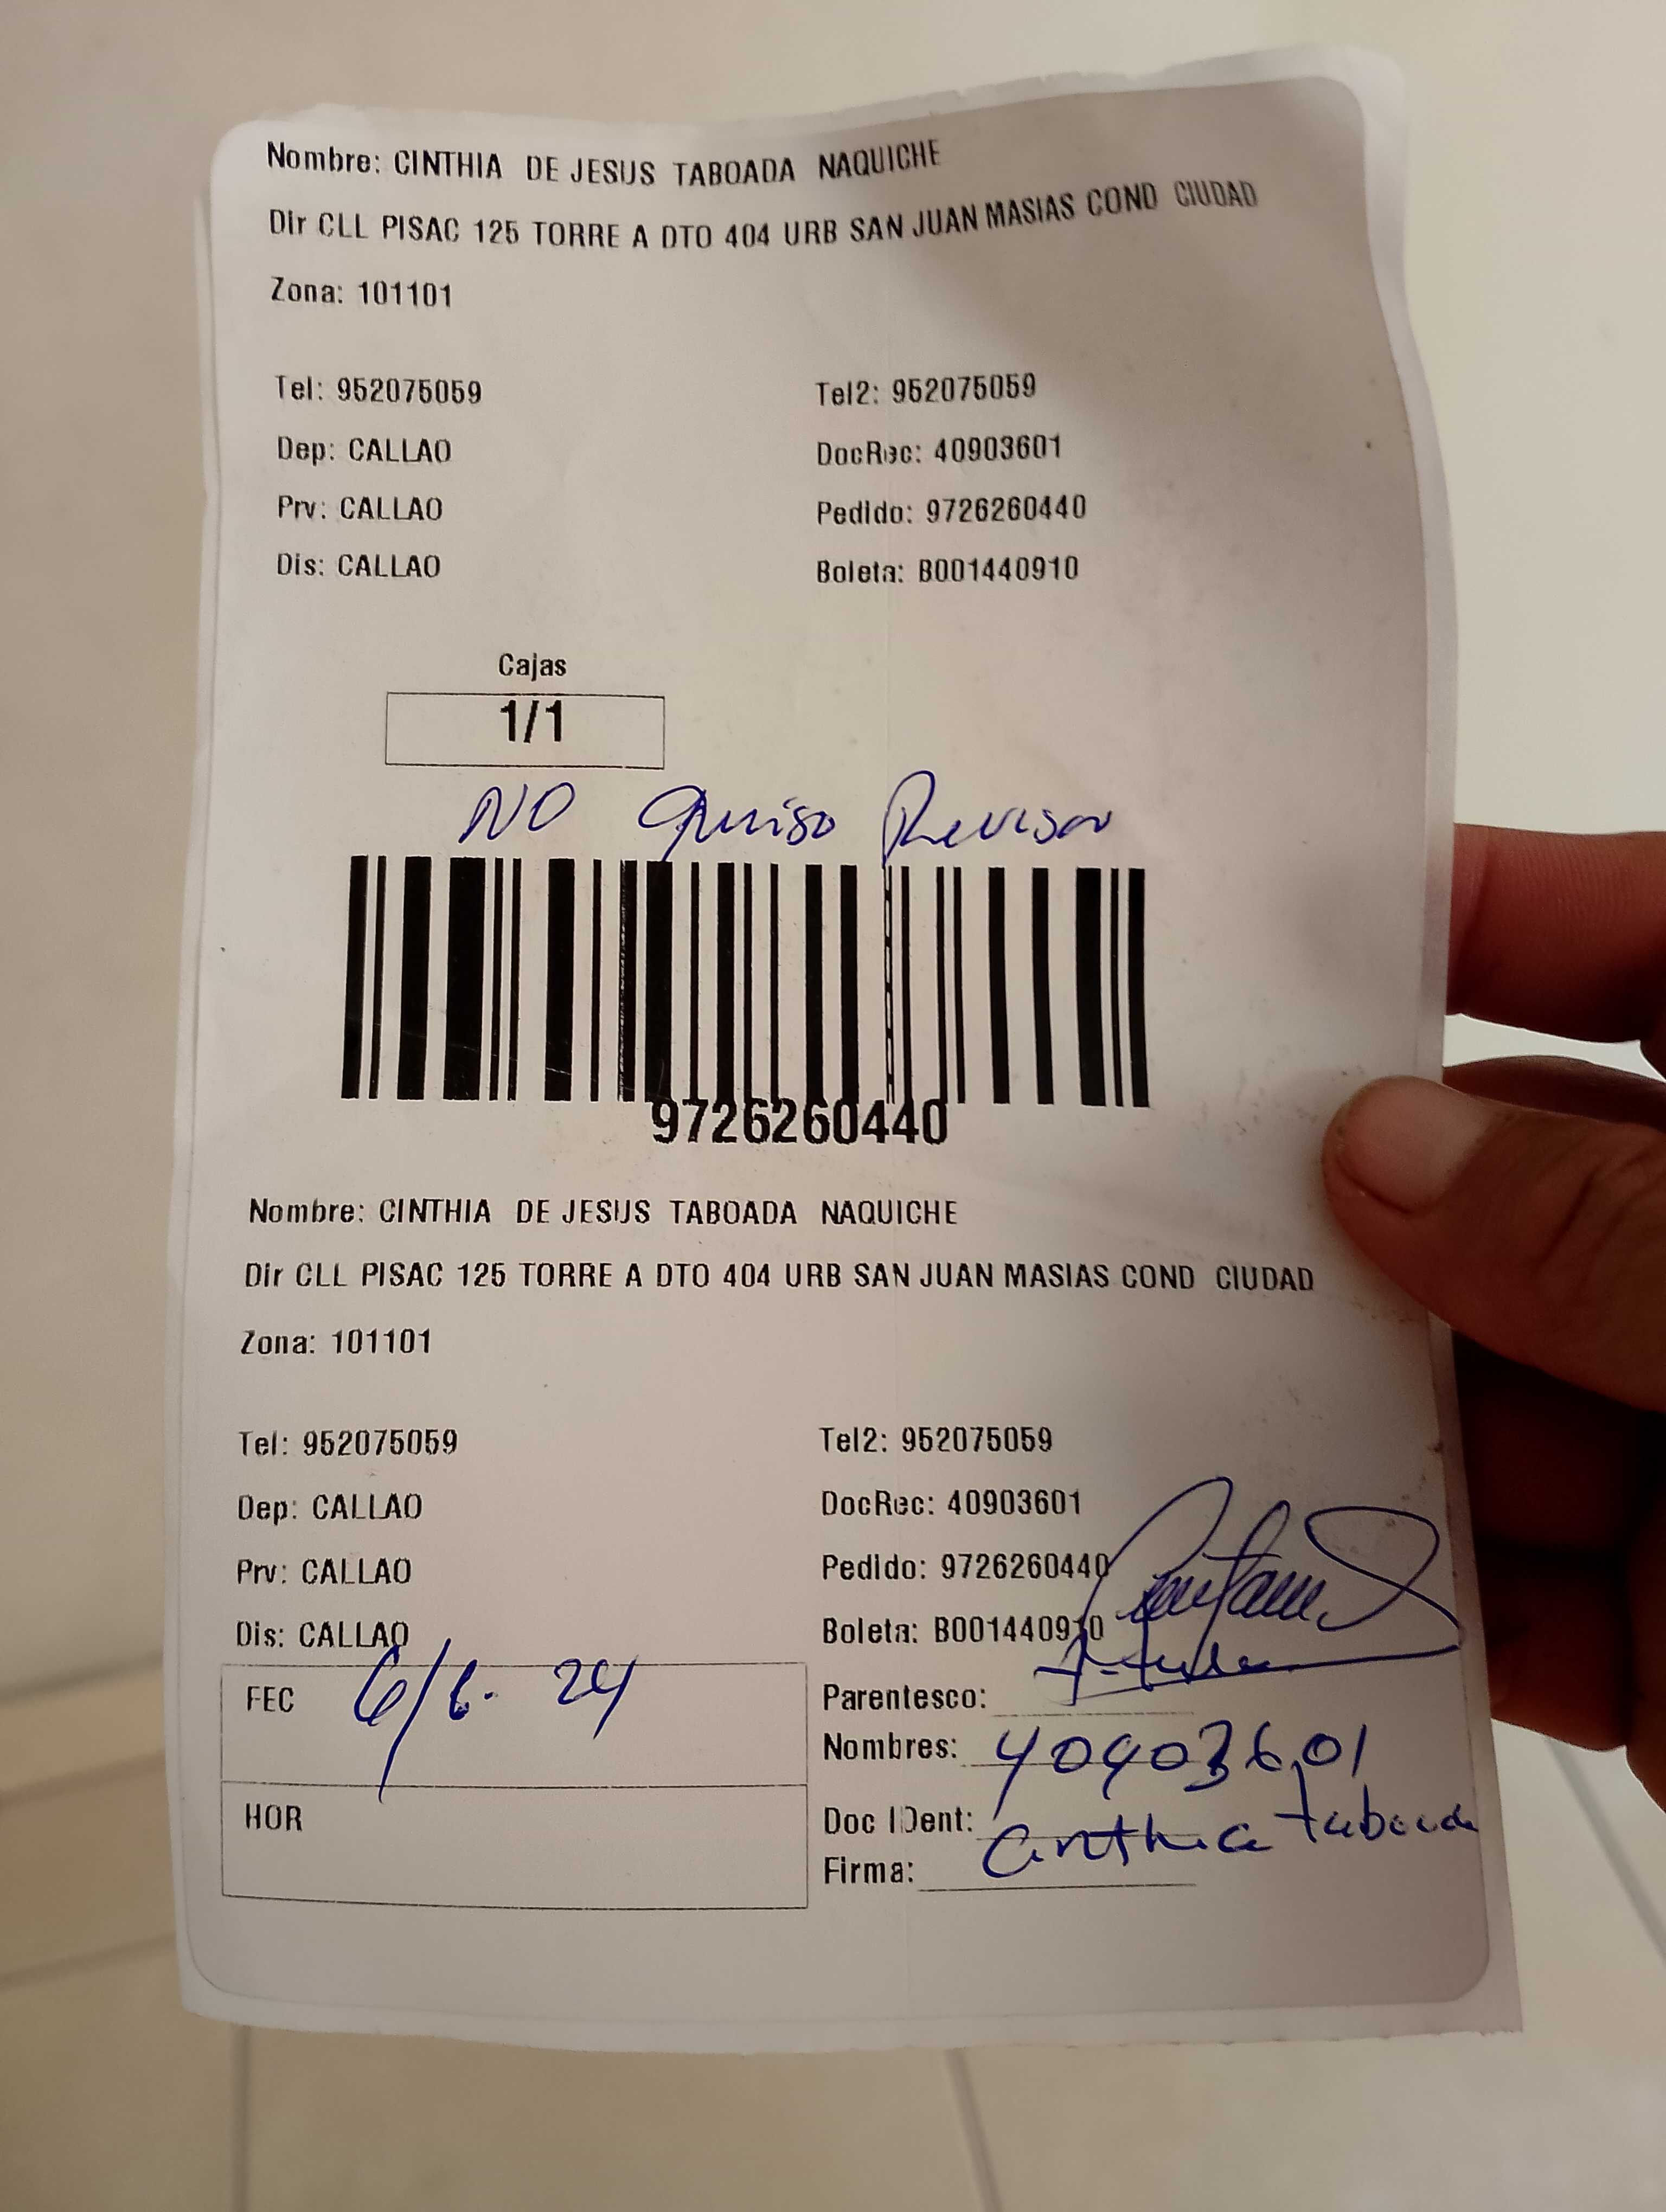 Nombre: CINTHIA DE JESUS TABOADA NAQUICHE
Dir CLL PISAC 125 TORRE A DTO 404 URB SAN JUAN MASIAS COND CIUDAD
Zona: 101101
Tel: 952075059 Tel2: 952075059
Dep: CALLAO DocRec: 40903601
Prv: CALLAO Pedido: 9726260440
Dis: CALLAO Boleta: B001440910
Cajas
1/1
NO quiso Revisar
9726260440
Nombre: CINTHIA DE JESUS TABOADA NAQUICHE
Dir CLL PISAC 125 TORRE A DTO 404 URB SAN JUAN MASIAS COND CIUDAD
Zona: 101101
Tel: 952075059 Tel2: 952075059
Dep: CALLAO DocRec: 40903601
Prv: CALLAO Pedido: 9726260440
Dis: CALLAO Boleta: B001440910
FEC 6/6. 24 Parentesco:
Nombres: 40903601
HOR Doc IDent: Cinthia Taboada
Firma: